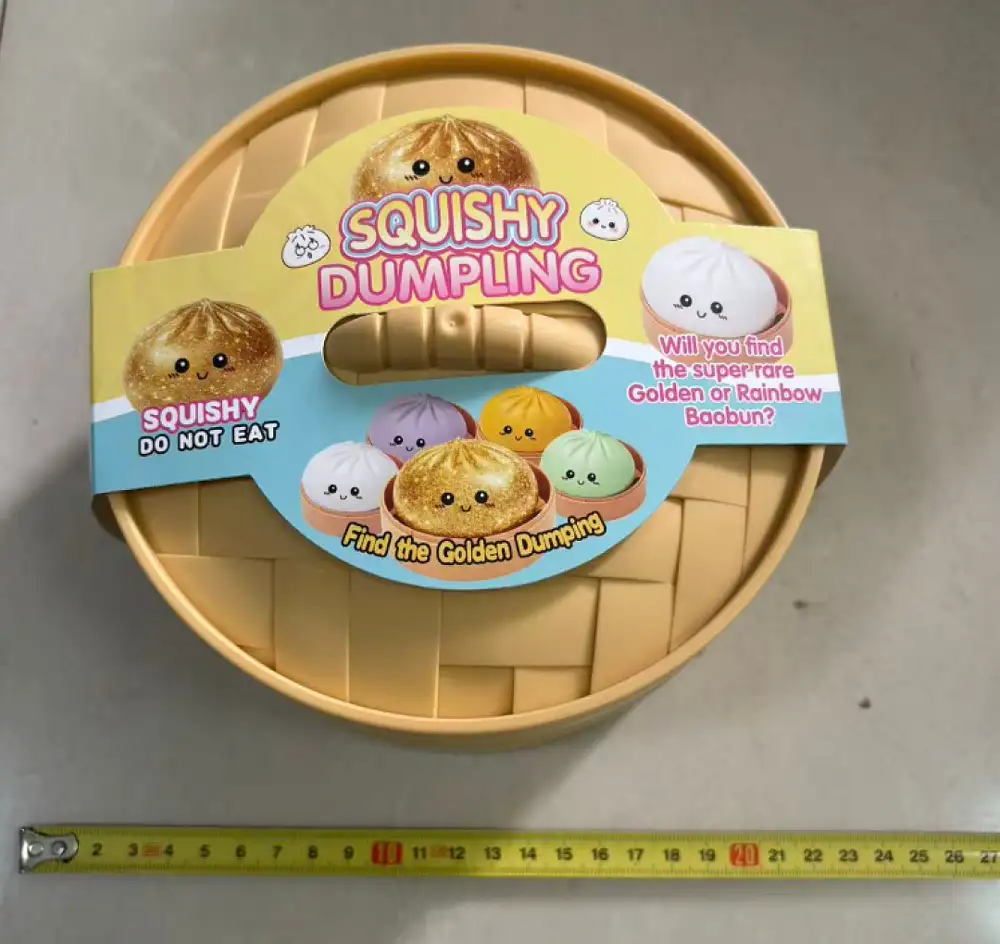 SQUISHY
DUMPLING
SQUISHY
DO NOT EAT
Will you find
the super rare
Golden or Rainbow
Baobun?
Find the Golden Dumping
2 3 4 5 6 7 8 9 10 11 12 13 14 15 16 17 18 19 20 21 22 23 24 25 26 27